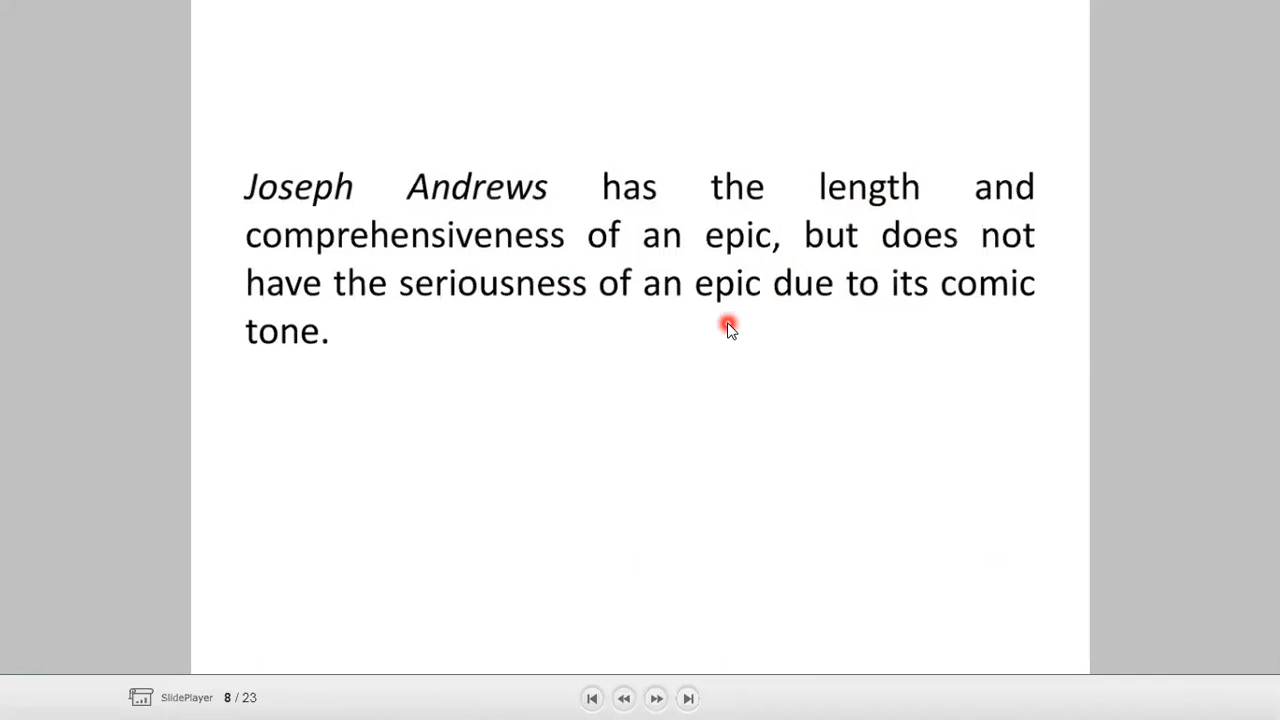 Joseph Andrews has the length and
comprehensiveness of an epic, but does not
have the seriousness of an epic due to its comic
tone.
SlidePlayer 8 / 23